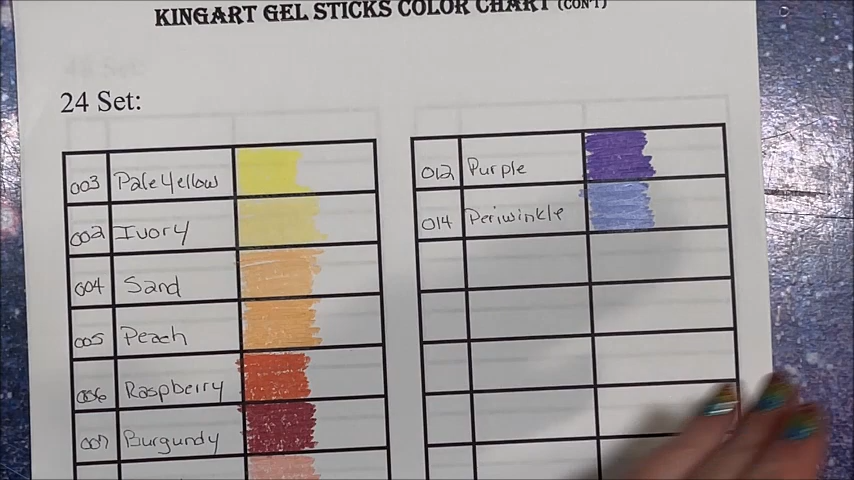 KINGART GEL STICKS COLOR CHART (CON'T)
24 Set:
003 Pale Yellow
002 Ivory
004 Sand
005 Peach
006 Raspberry
007 Burgundy
012 Purple
014 Periwinkle